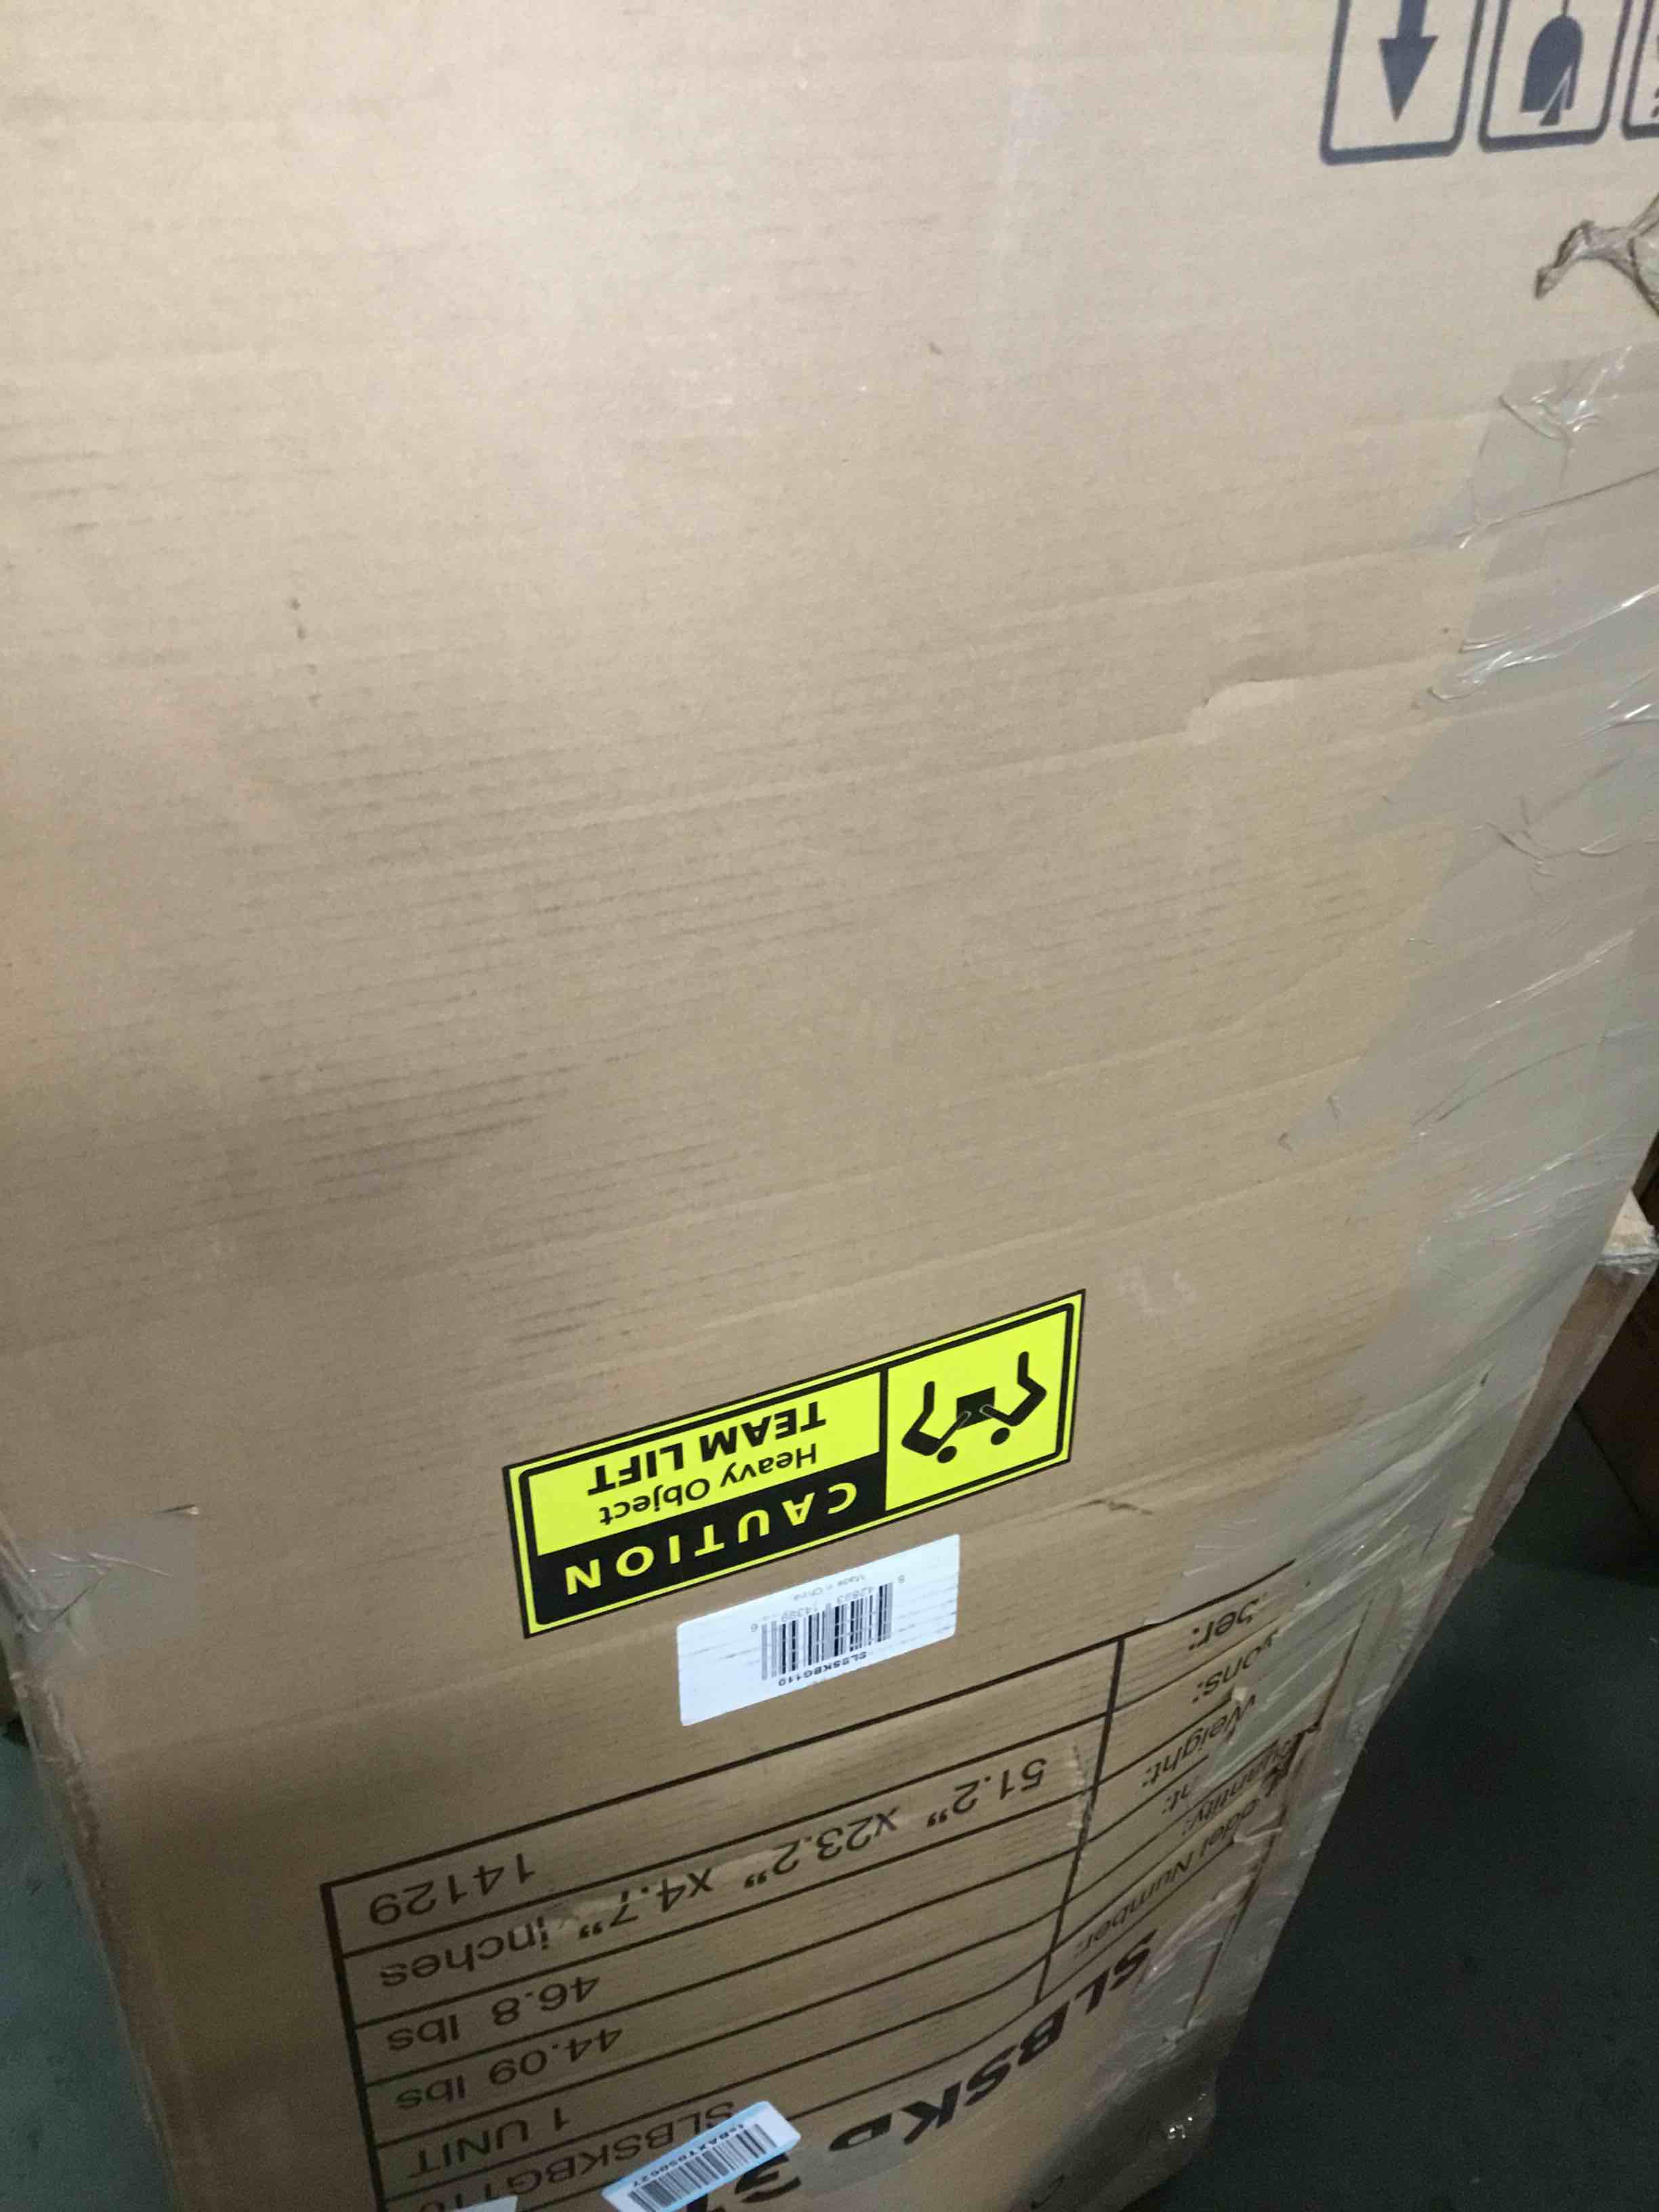 SLBSKD
Model Number: SLBSKBG110
Quantity: 1 UNIT
44.09 lbs
Weight: 46.8 lbs
51.2" x23.2" x4.7" inches
14129
SLBSKBG110
Made in China
CAUTION
Heavy Object
TEAM LIFT